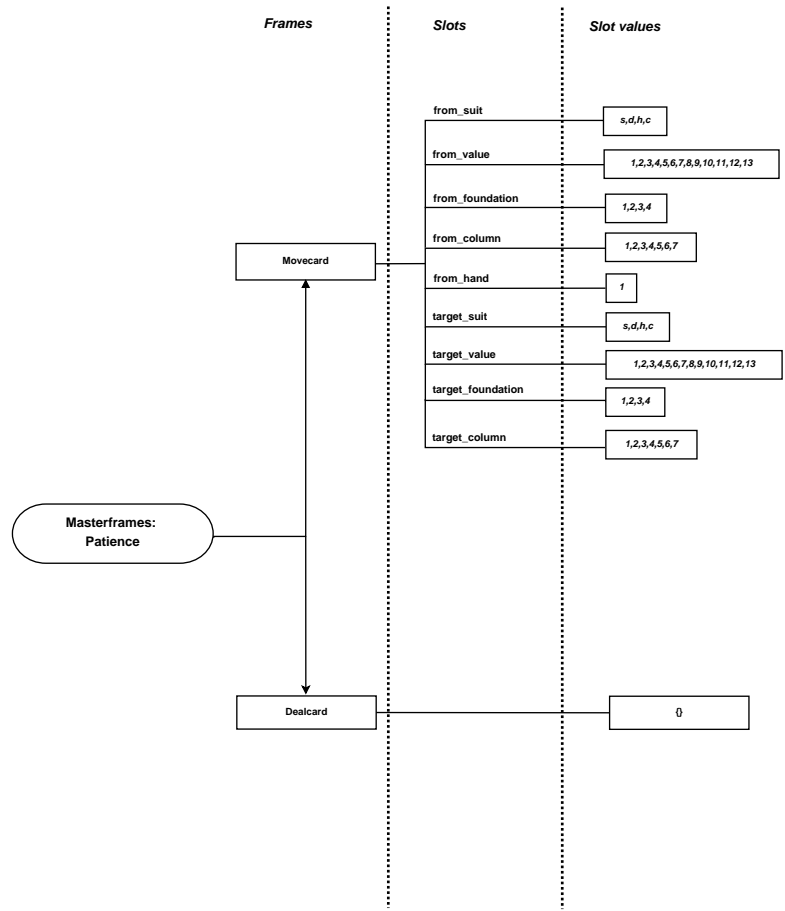 Frames Slots Slot values
from_suit s,d,h,c
from_value 1,2,3,4,5,6,7,8,9,10,11,12,13
from_foundation 1,2,3,4
from_column 1,2,3,4,5,6,7
Movecard
from_hand 1
target_suit s,d,h,c
target_value 1,2,3,4,5,6,7,8,9,10,11,12,13
target_foundation 1,2,3,4
target_column 1,2,3,4,5,6,7
Masterframes:
Patience
Dealcard {}